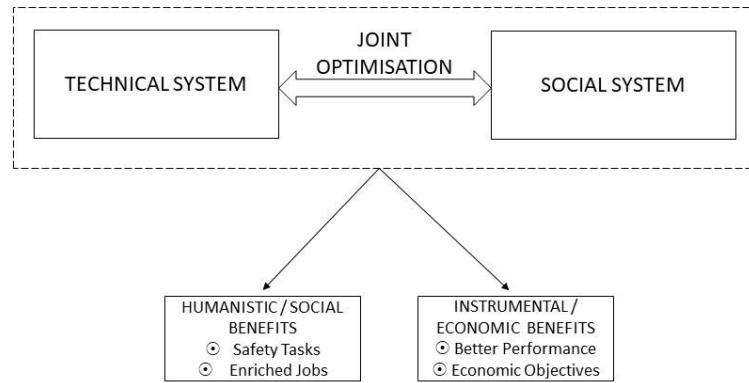 JOINT
OPTIMISATION
TECHNICAL SYSTEM
SOCIAL SYSTEM
HUMANISTIC / SOCIAL
BENEFITS
☉ Safety Tasks
☉ Enriched Jobs
INSTRUMENTAL /
ECONOMIC BENEFITS
☉ Better Performance
☉ Economic Objectives